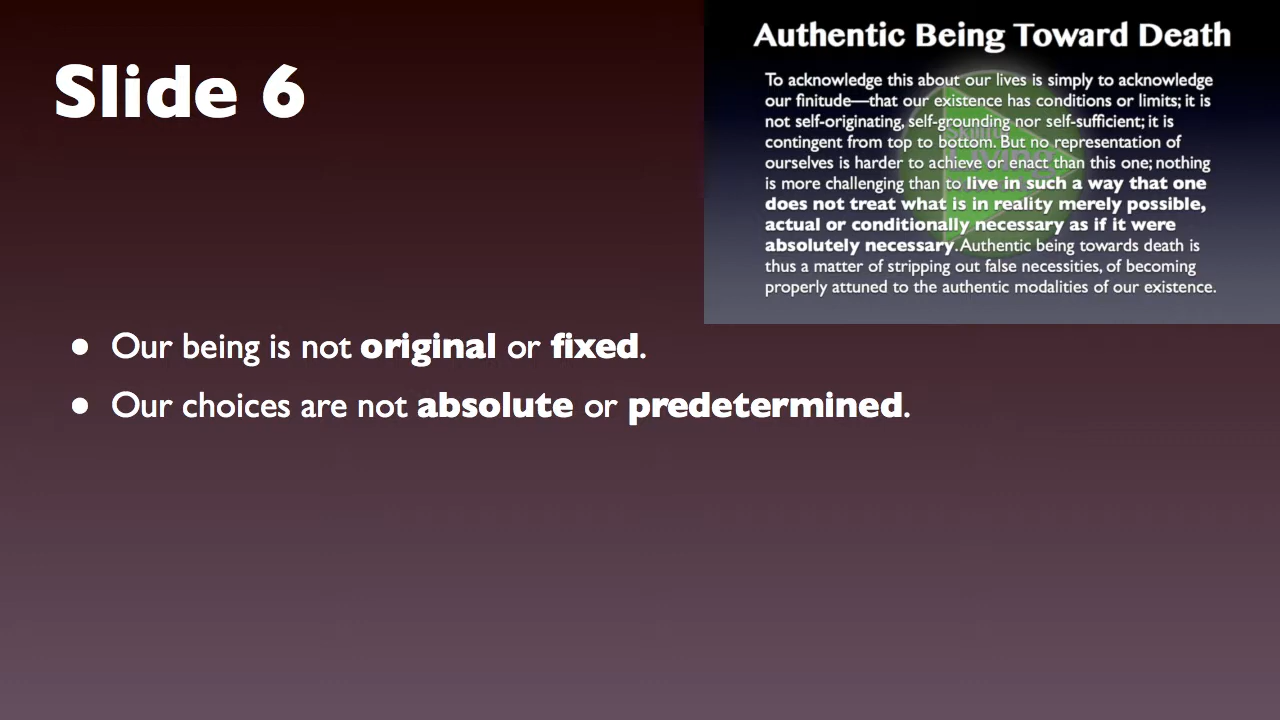 Slide 6
Authentic Being Toward Death
To acknowledge this about our lives is simply to acknowledge
our finitude—that our existence has conditions or limits; it is
not self-originating, self-grounding nor self-sufficient; it is
contingent from top to bottom. But no representation of
ourselves is harder to achieve or enact than this one; nothing
is more challenging than to live in such a way that one
does not treat what is in reality merely possible,
actual or conditionally necessary as if it were
absolutely necessary. Authentic being towards death is
thus a matter of stripping out false necessities, of becoming
properly attuned to the authentic modalities of our existence.
• Our being is not original or fixed.
• Our choices are not absolute or predetermined.